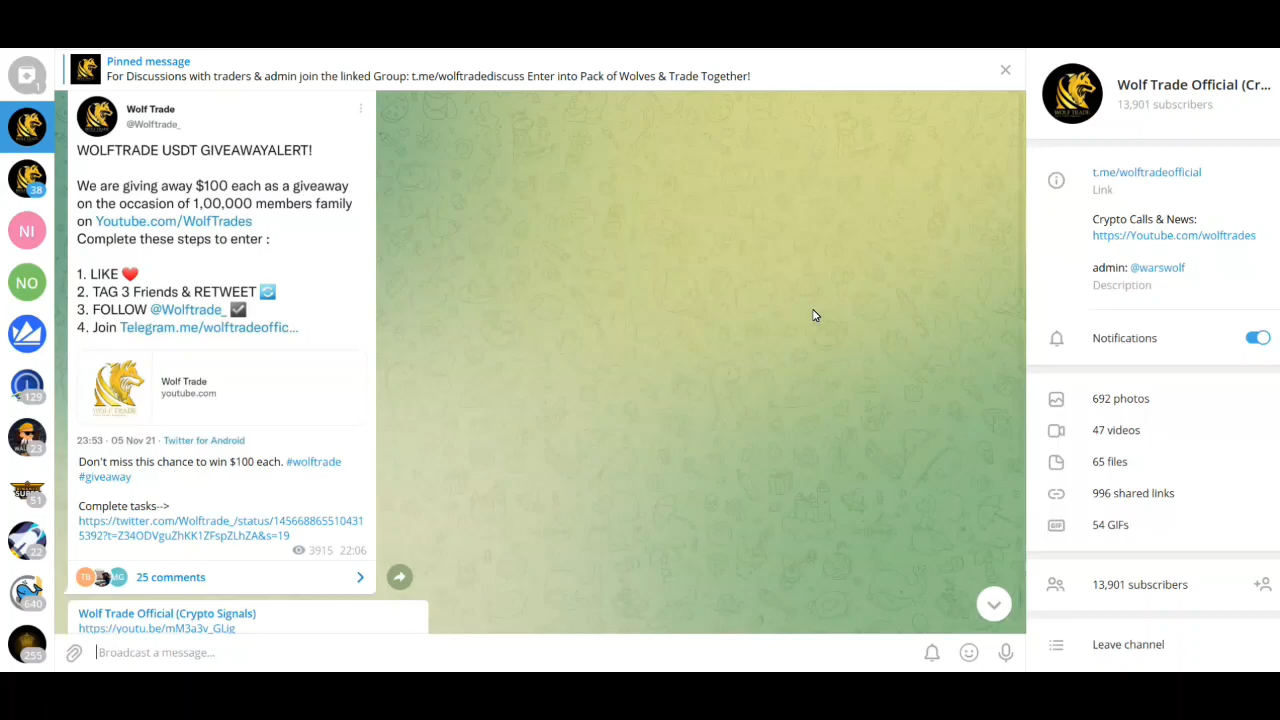 Pinned message
For Discussions with traders & admin join the linked Group: t.me/wolftradediscuss Enter into Pack of Wolves & Trade Together!
Wolf Trade
@Wolftrade_
WOLFTRADE USDT GIVEAWAYALERT!
We are giving away $100 each as a giveaway
on the occasion of 1,00,000 members family
on Youtube.com/WolfTrades
Complete these steps to enter :
1. LIKE ❤️
2. TAG 3 Friends & RETWEET 🔄
3. FOLLOW @Wolftrade_ ✔
4. Join Telegram.me/wolftradeoffic...
Wolf Trade
youtube.com
23:53 · 05 Nov 21 · Twitter for Android
Don't miss this chance to win $100 each. #wolftrade
#giveaway
Complete tasks-->
https://twitter.com/Wolftrade_/status/145668865510431
5392?t=Z34ODVguZhKK1ZFspZLhZA&s=19
3915 22:06
TB MG 25 comments
Wolf Trade Official (Crypto Signals)
https://youtu.be/mM3a3v_GLig
Broadcast a message...
1
38
NI
NO
129
23
51
22
640
255
Wolf Trade Official (Cr...
13,901 subscribers
t.me/wolftradeofficial
Link
Crypto Calls & News:
https://Youtube.com/wolftrades
admin: @warswolf
Description
Notifications
692 photos
47 videos
65 files
996 shared links
GIF 54 GIFs
13,901 subscribers
Leave channel